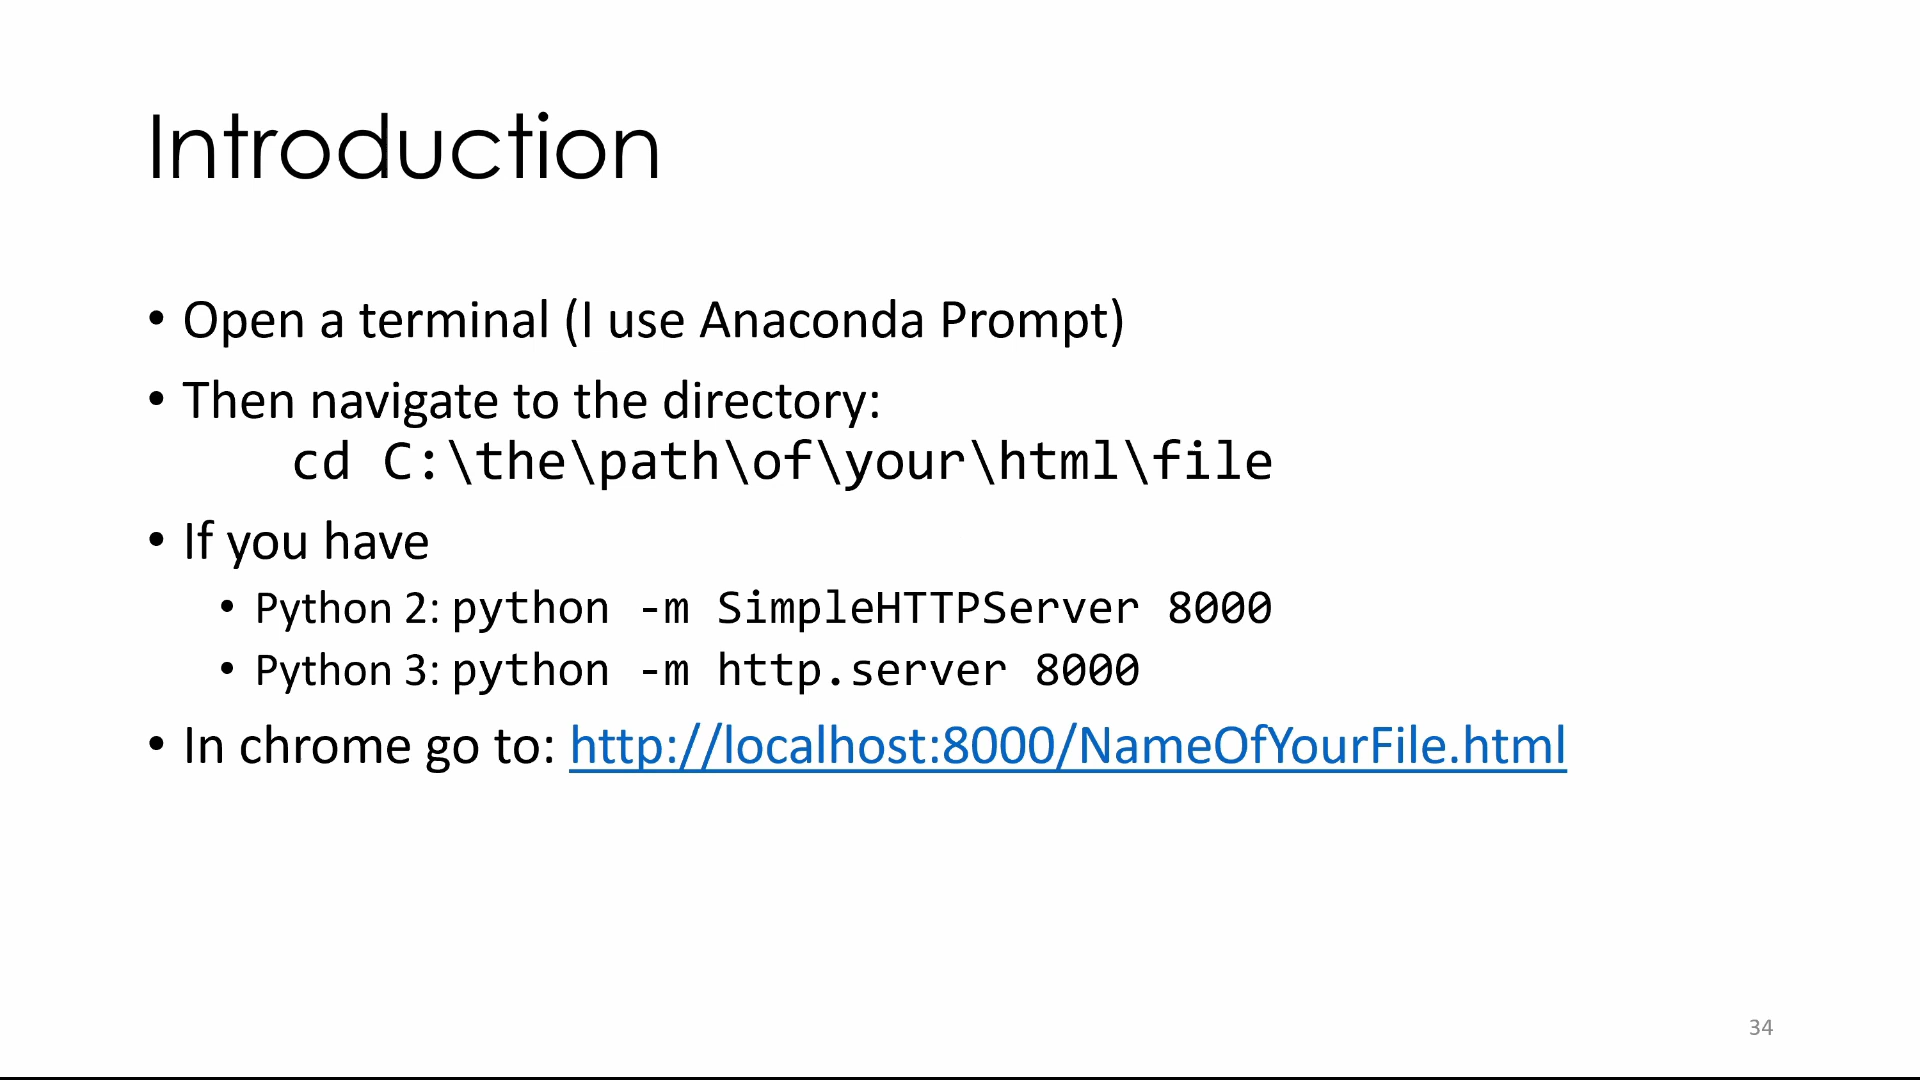 Introduction
• Open a terminal (I use Anaconda Prompt)
• Then navigate to the directory:
cd C:\the\path\of\your\html\file
• If you have
• Python 2: python -m SimpleHTTPServer 8000
• Python 3: python -m http.server 8000
• In chrome go to: http://localhost:8000/NameOfYourFile.html
34